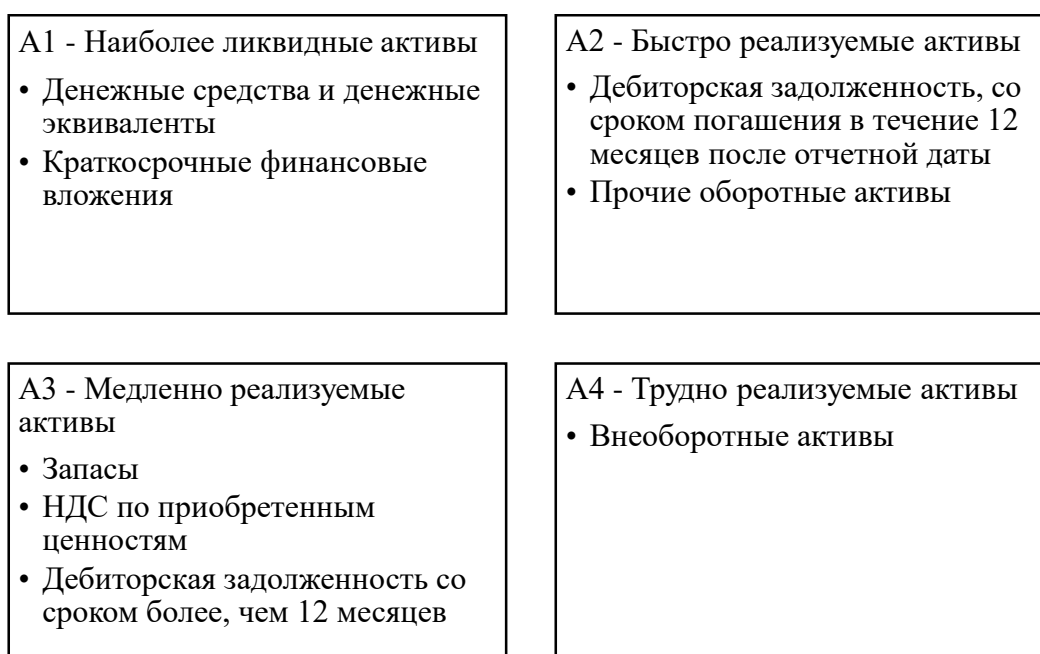 А1 - Наиболее ликвидные активы
• Денежные средства и денежные
эквиваленты
• Краткосрочные финансовые
вложения
А2 - Быстро реализуемые активы
• Дебиторская задолженность, со
сроком погашения в течение 12
месяцев после отчетной даты
• Прочие оборотные активы
А3 - Медленно реализуемые
активы
• Запасы
• НДС по приобретенным
ценностям
• Дебиторская задолженность со
сроком более, чем 12 месяцев
А4 - Трудно реализуемые активы
• Внеоборотные активы